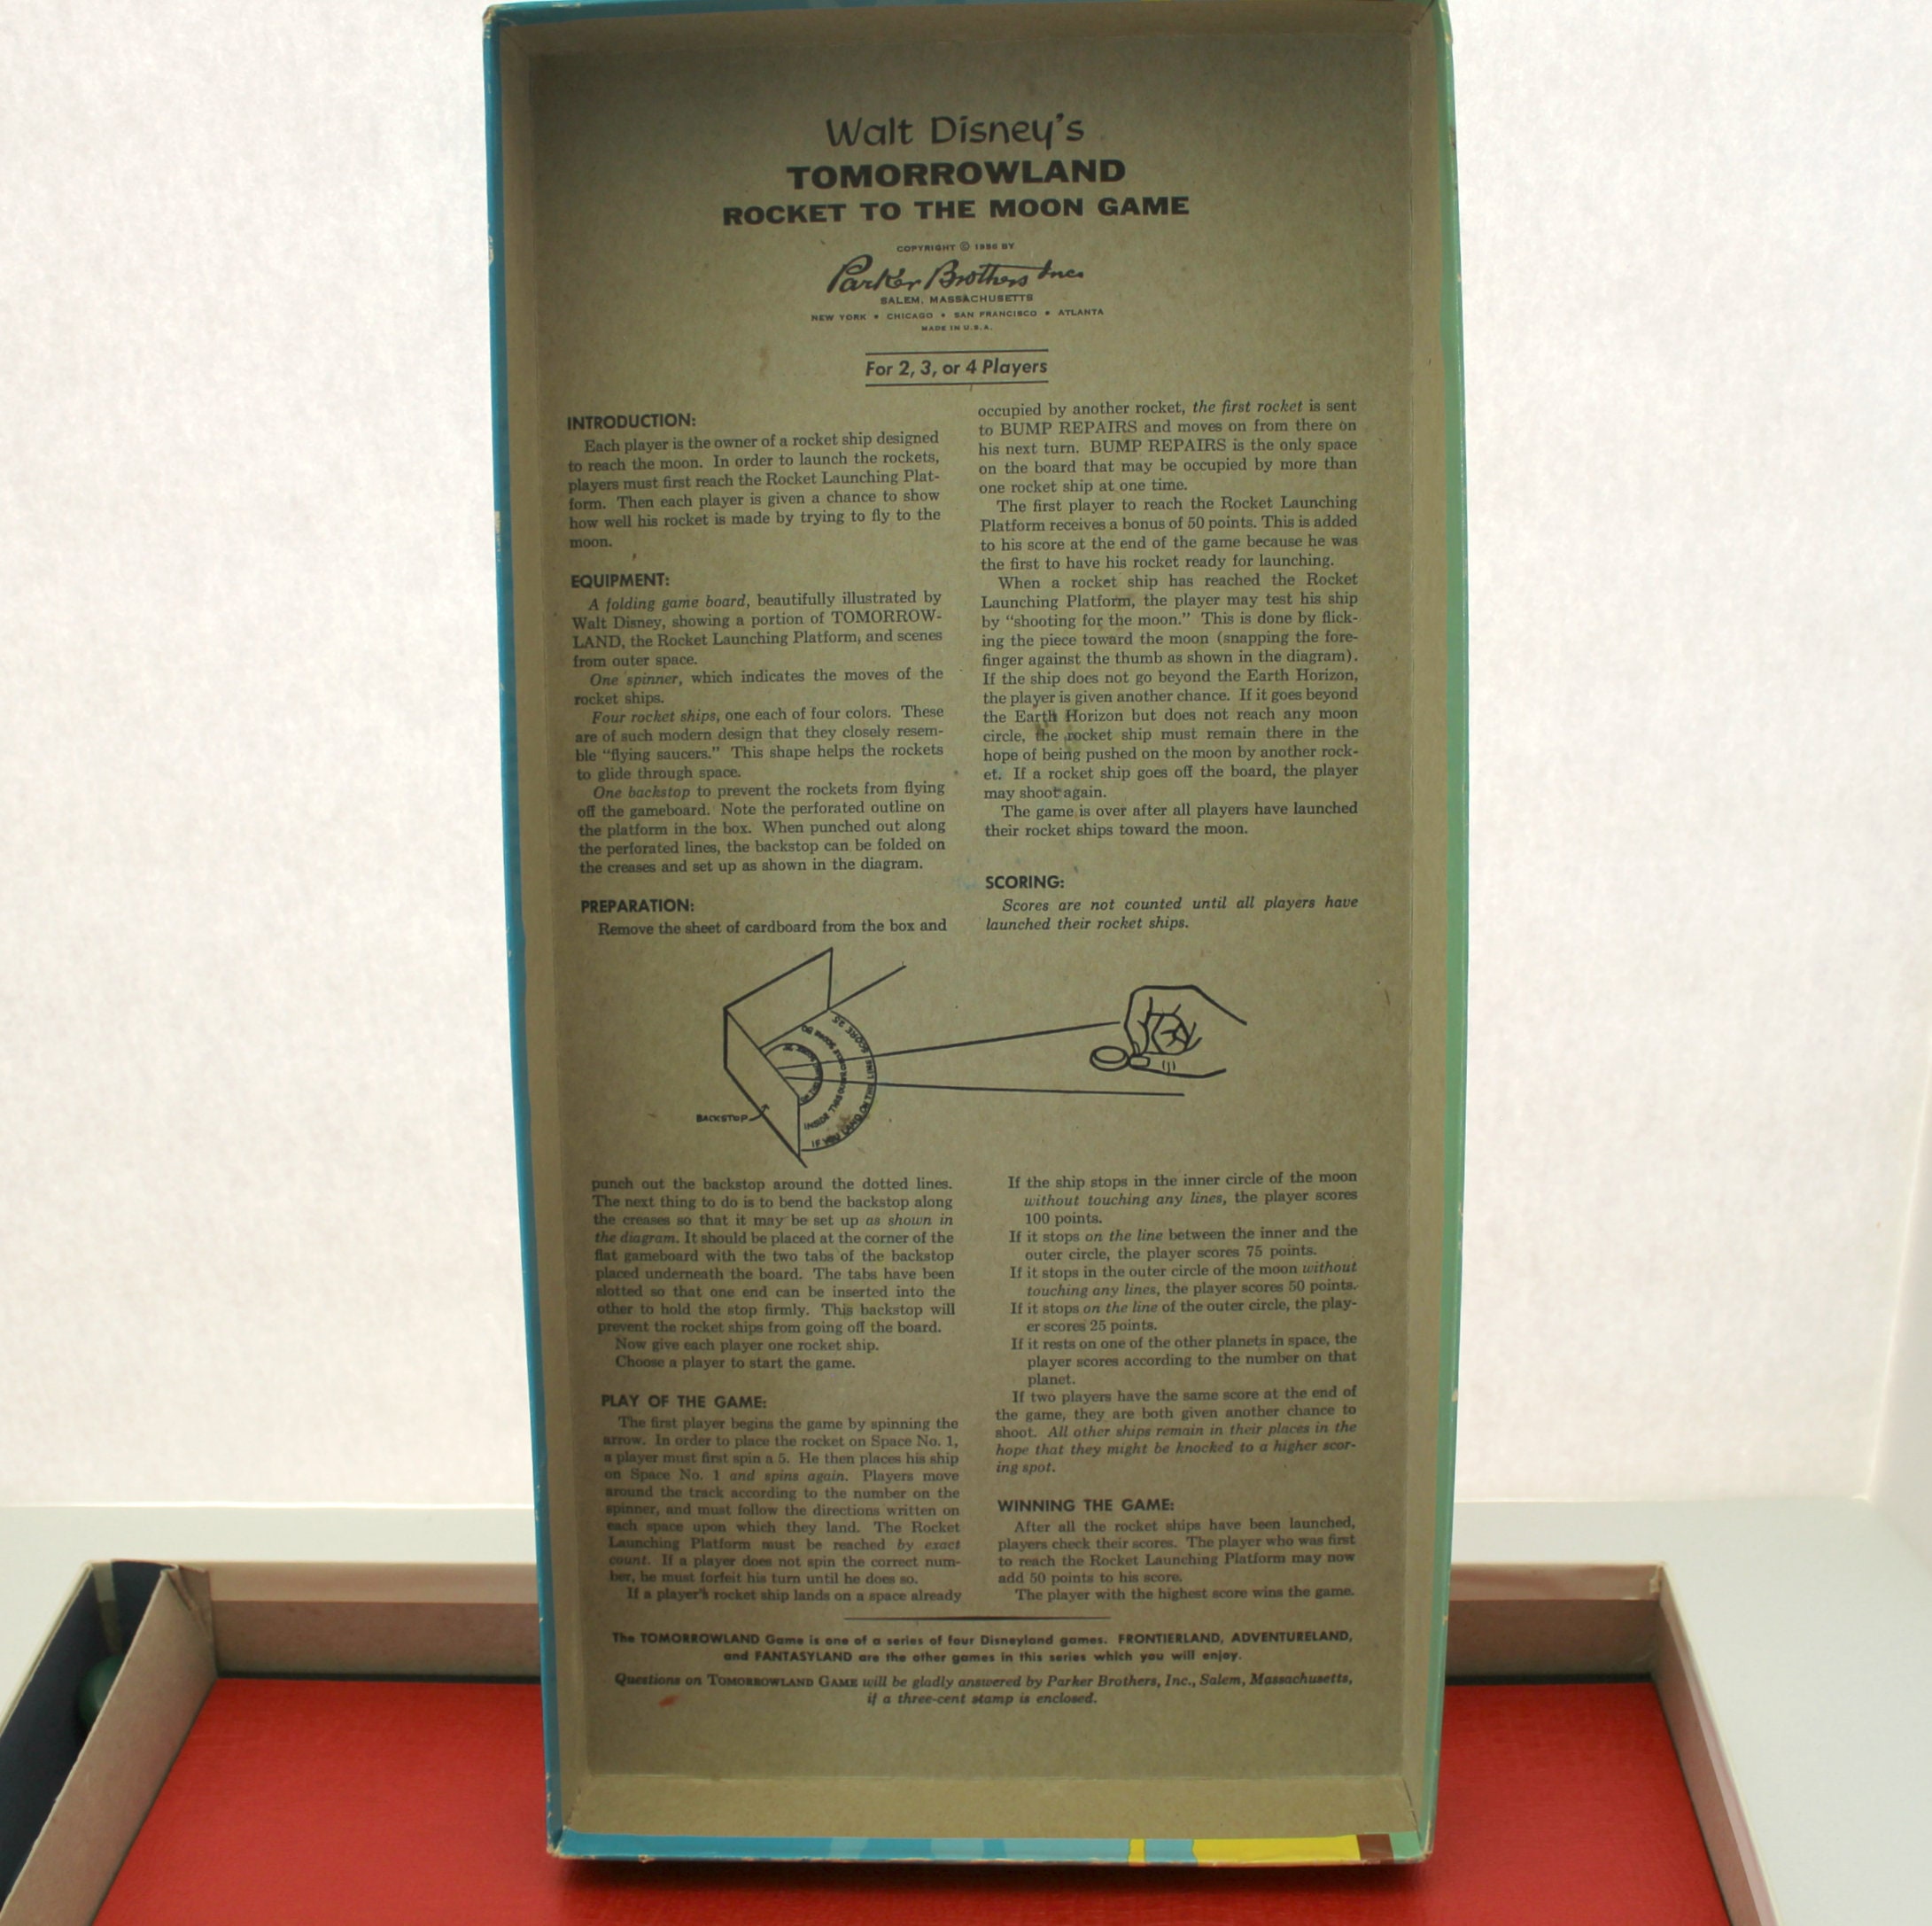 Walt Disney's
TOMORROWLAND
ROCKET TO THE MOON GAME
COPYRIGHT © 1956 BY
Parker Brothers Inc.
SALEM, MASSACHUSETTS
NEW YORK • CHICAGO • SAN FRANCISCO • ATLANTA
MADE IN U.S.A.
For 2, 3, or 4 Players
INTRODUCTION:
Each player is the owner of a rocket ship designed
to reach the moon. In order to launch the rockets,
players must first reach the Rocket Launching Plat-
form. Then each player is given a chance to show
how well his rocket is made by trying to fly to the
moon.
EQUIPMENT:
A folding game board, beautifully illustrated by
Walt Disney, showing a portion of TOMORROW-
LAND, the Rocket Launching Platform, and scenes
from outer space.
One spinner, which indicates the moves of the
rocket ships.
Four rocket ships, one each of four colors. These
are of such modern design that they closely resem-
ble "flying saucers." This shape helps the rockets
to glide through space.
One backstop to prevent the rockets from flying
off the gameboard. Note the perforated outline on
the platform in the box. When punched out along
the perforated lines, the backstop can be folded on
the creases and set up as shown in the diagram.
PREPARATION:
Remove the sheet of cardboard from the box and
BACKSTOP
punch out the backstop around the dotted lines.
The next thing to do is to bend the backstop along
the creases so that it may be set up as shown in
the diagram. It should be placed at the corner of the
flat gameboard with the two tabs of the backstop
placed underneath the board. The tabs have been
slotted so that one end can be inserted into the
other to hold the stop firmly. This backstop will
prevent the rocket ships from going off the board.
Now give each player one rocket ship.
Choose a player to start the game.
PLAY OF THE GAME:
The first player begins the game by spinning the
arrow. In order to place the rocket on Space No. 1,
a player must first spin a 5. He then places his ship
on Space No. 1 and spins again. Players move
around the track according to the number on the
spinner, and must follow the directions written on
each space upon which they land. The Rocket
Launching Platform must be reached by exact
count. If a player does not spin the correct num-
ber, he must forfeit his turn until he does so.
If a player's rocket ship lands on a space already
occupied by another rocket, the first rocket is sent
to BUMP REPAIRS and moves on from there on
his next turn. BUMP REPAIRS is the only space
on the board that may be occupied by more than
one rocket ship at one time.
The first player to reach the Rocket Launching
Platform receives a bonus of 50 points. This is added
to his score at the end of the game because he was
the first to have his rocket ready for launching.
When a rocket ship has reached the Rocket
Launching Platform, the player may test his ship
by "shooting for the moon." This is done by flick-
ing the piece toward the moon (snapping the fore-
finger against the thumb as shown in the diagram).
If the ship does not go beyond the Earth Horizon,
the player is given another chance. If it goes beyond
the Earth Horizon but does not reach any moon
circle, the rocket ship must remain there in the
hope of being pushed on the moon by another rock-
et. If a rocket ship goes off the board, the player
may shoot again.
The game is over after all players have launched
their rocket ships toward the moon.
SCORING:
Scores are not counted until all players have
launched their rocket ships.
If the ship stops in the inner circle of the moon
without touching any lines, the player scores
100 points.
If it stops on the line between the inner and the
outer circle, the player scores 75 points.
If it stops in the outer circle of the moon without
touching any lines, the player scores 50 points.
If it stops on the line of the outer circle, the play-
er scores 25 points.
If it rests on one of the other planets in space, the
player scores according to the number on that
planet.
If two players have the same score at the end of
the game, they are both given another chance to
shoot. All other ships remain in their places in the
hope that they might be knocked to a higher scor-
ing spot.
WINNING THE GAME:
After all the rocket ships have been launched,
players check their scores. The player who was first
to reach the Rocket Launching Platform may now
add 50 points to his score.
The player with the highest score wins the game.
The TOMORROWLAND Game is one of a series of four Disneyland games. FRONTIERLAND, ADVENTURELAND,
and FANTASYLAND are the other games in this series which you will enjoy.
Questions on TOMORROWLAND GAME will be gladly answered by Parker Brothers, Inc., Salem, Massachusetts,
if a three-cent stamp is enclosed.